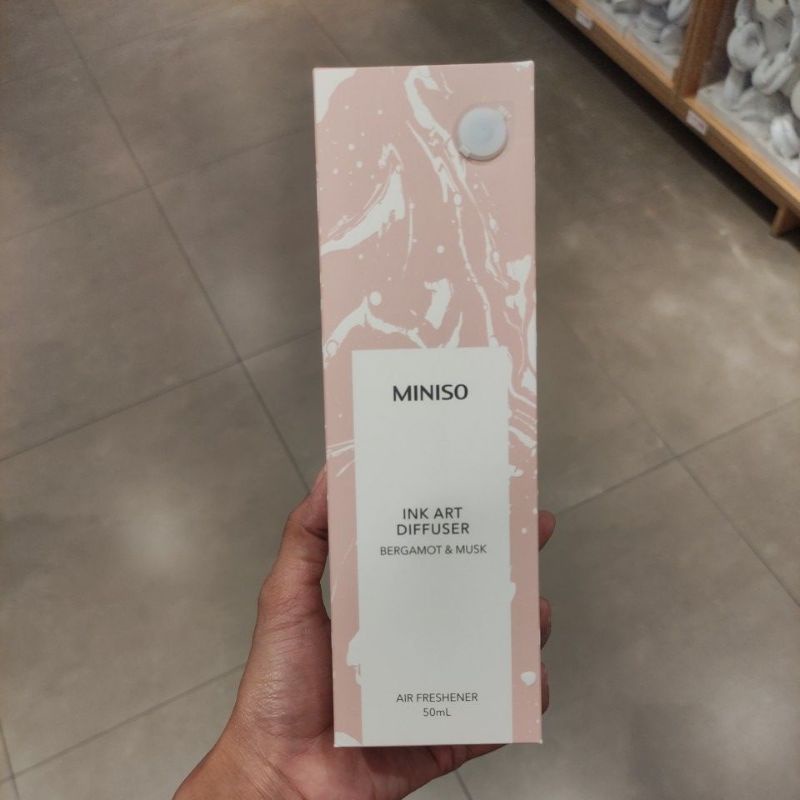 MINISO
INK ART
DIFFUSER
BERGAMOT & MUSK
AIR FRESHENER
50mL